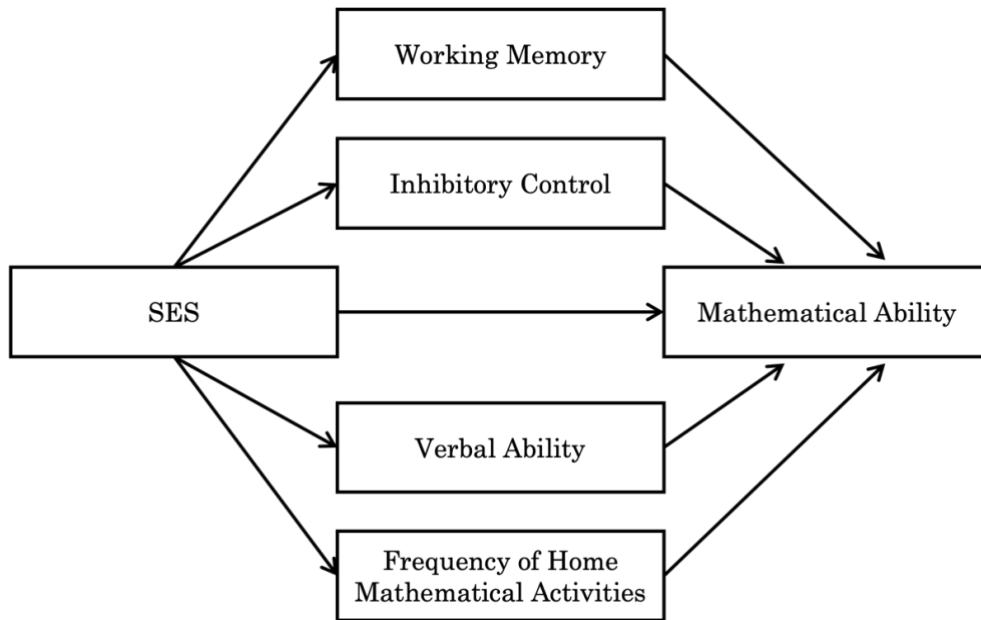 Working Memory
Inhibitory Control
SES
Mathematical Ability
Verbal Ability
Frequency of Home
Mathematical Activities